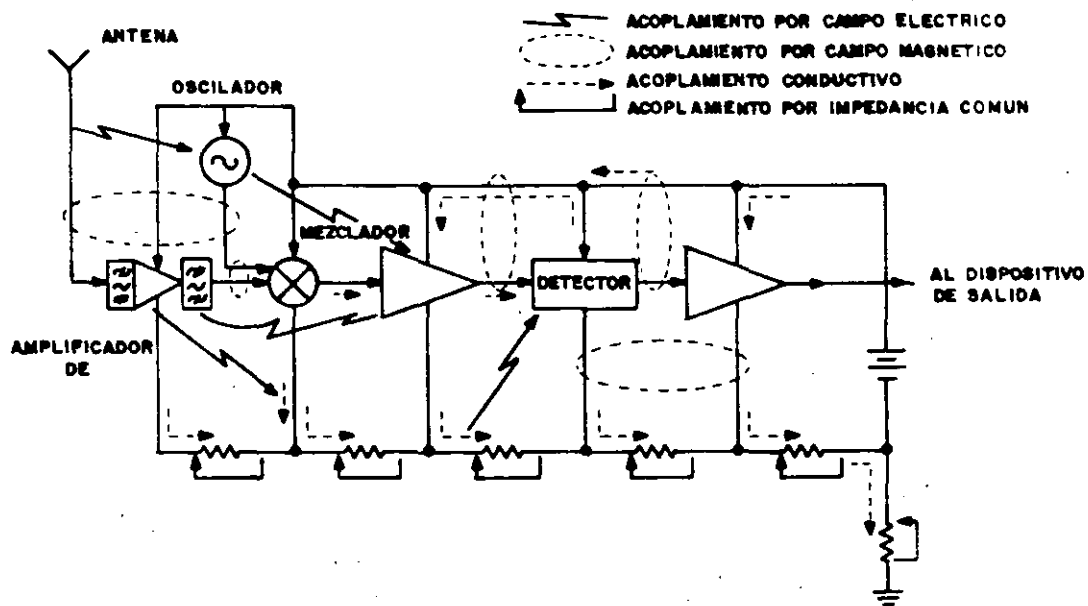 ACOPLAMIENTO POR CAMPO ELECTRICO
ACOPLAMIENTO POR CAMPO MAGNETICO
ACOPLAMIENTO CONDUCTIVO
ACOPLAMIENTO POR IMPEDANCIA COMUN
ANTENA
OSCILADOR
MEZCLADOR
DETECTOR
AL DISPOSITIVO
DE SALIDA
AMPLIFICADOR
DE